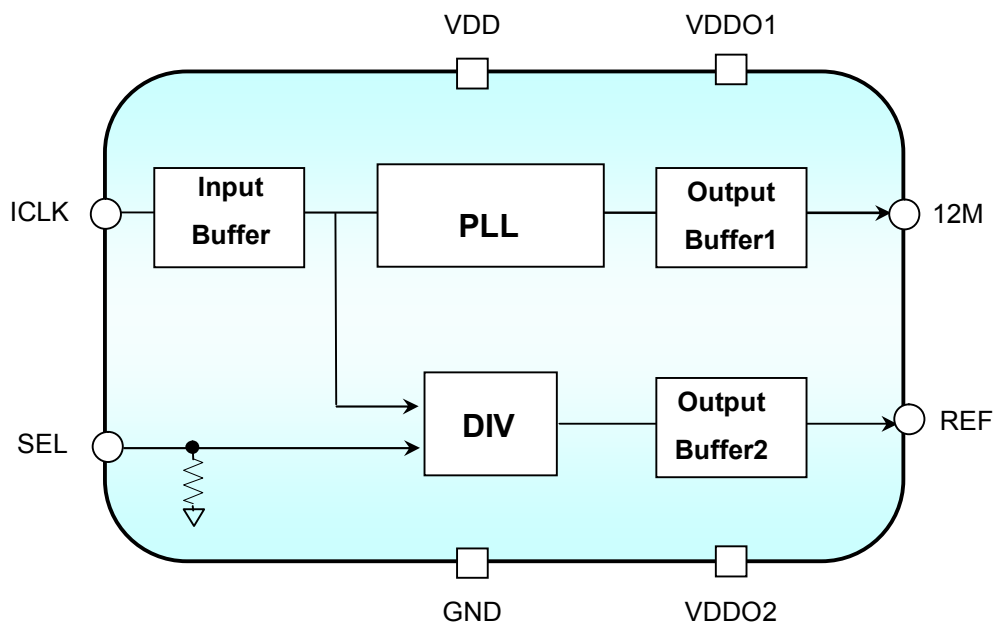 VDD
VDDO1
ICLK
Input
Buffer
PLL
Output
Buffer1
12M
SEL
DIV
Output
Buffer2
REF
GND
VDDO2